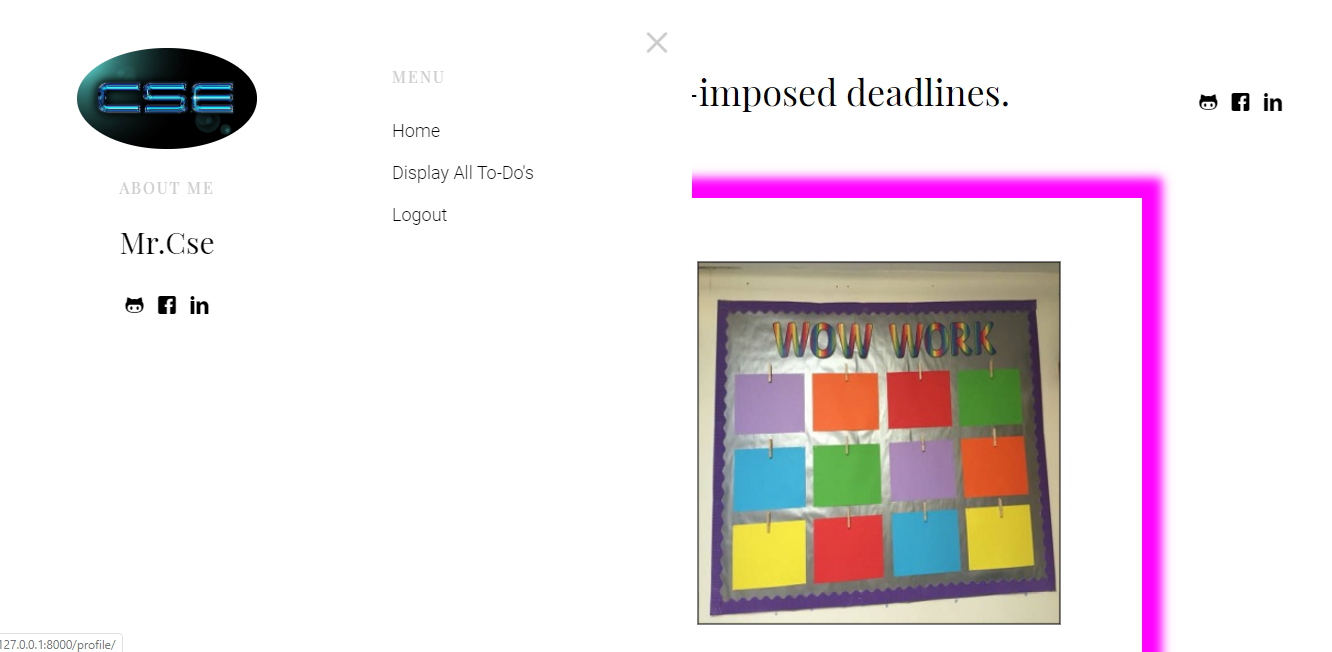 CSE
ABOUT ME
Mr.Cse
MENU
Home
Display All To-Do's
Logout
-imposed deadlines.
WOW WORK
127.0.0.1:8000/profile/